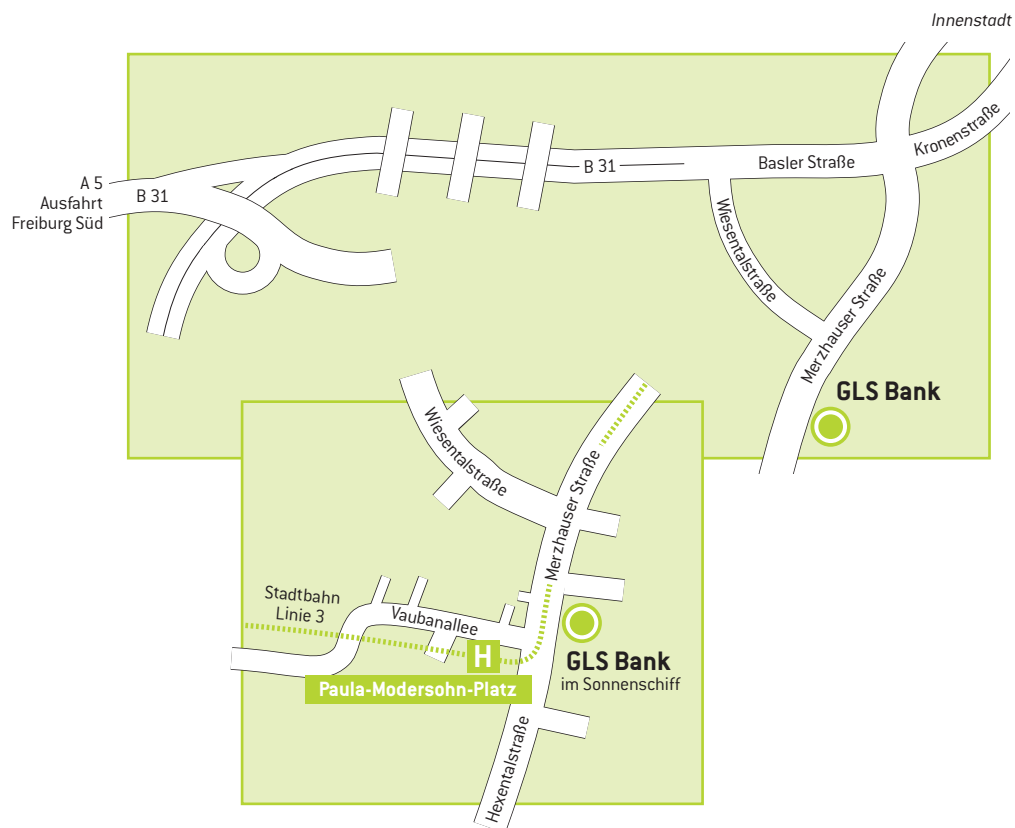 Innenstadt
Kronenstraße
Basler Straße
B 31
A 5
Ausfahrt
Freiburg Süd
B 31
Wiesentalstraße
Merzhauser Straße
GLS Bank
Wiesentalstraße
Merzhauser Straße
Stadtbahn
Linie 3
Vaubanallee
H
GLS Bank
im Sonnenschiff
Paula-Modersohn-Platz
Hexentalstraße